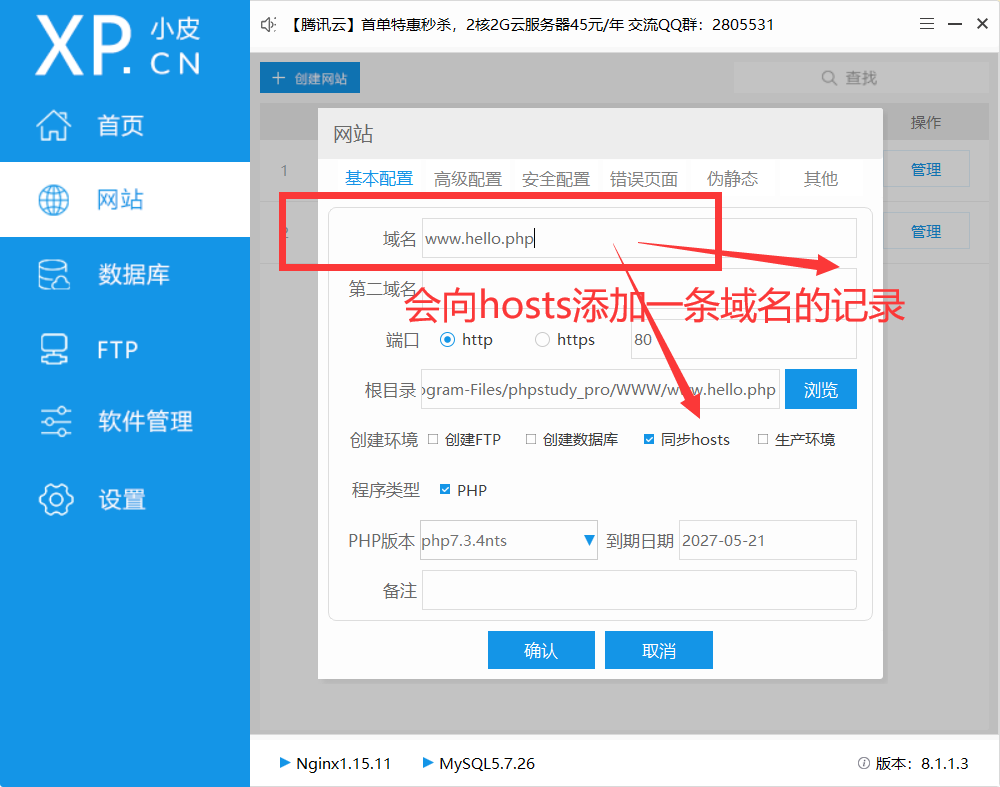 XP.CN 小皮
【腾讯云】首单特惠秒杀，2核2G云服务器45元/年 交流QQ群：2805531
首页
网站
数据库
FTP
软件管理
设置
创建网站
查找
操作
1
管理
2
管理
网站
基本配置 高级配置 安全配置 错误页面 伪静态 其他
域名 www.hello.php
第二域名
会向hosts添加一条域名的记录
端口 http https 80
根目录 ogram-Files/phpstudy_pro/WWW/www.hello.php 浏览
创建环境 创建FTP 创建数据库 同步hosts 生产环境
程序类型 PHP
PHP版本 php7.3.4nts 到期日期 2027-05-21
备注
确认 取消
Nginx1.15.11 MySQL5.7.26 版本：8.1.1.3